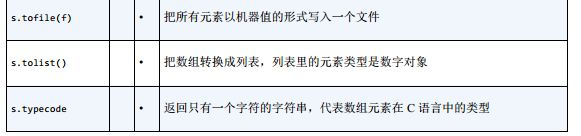 s.tofile(f) • 把所有元素以机器值的形式写入一个文件
s.tolist() • 把数组转换成列表，列表里的元素类型是数字对象
s.typecode • 返回只有一个字符的字符串，代表数组元素在 C 语言中的类型